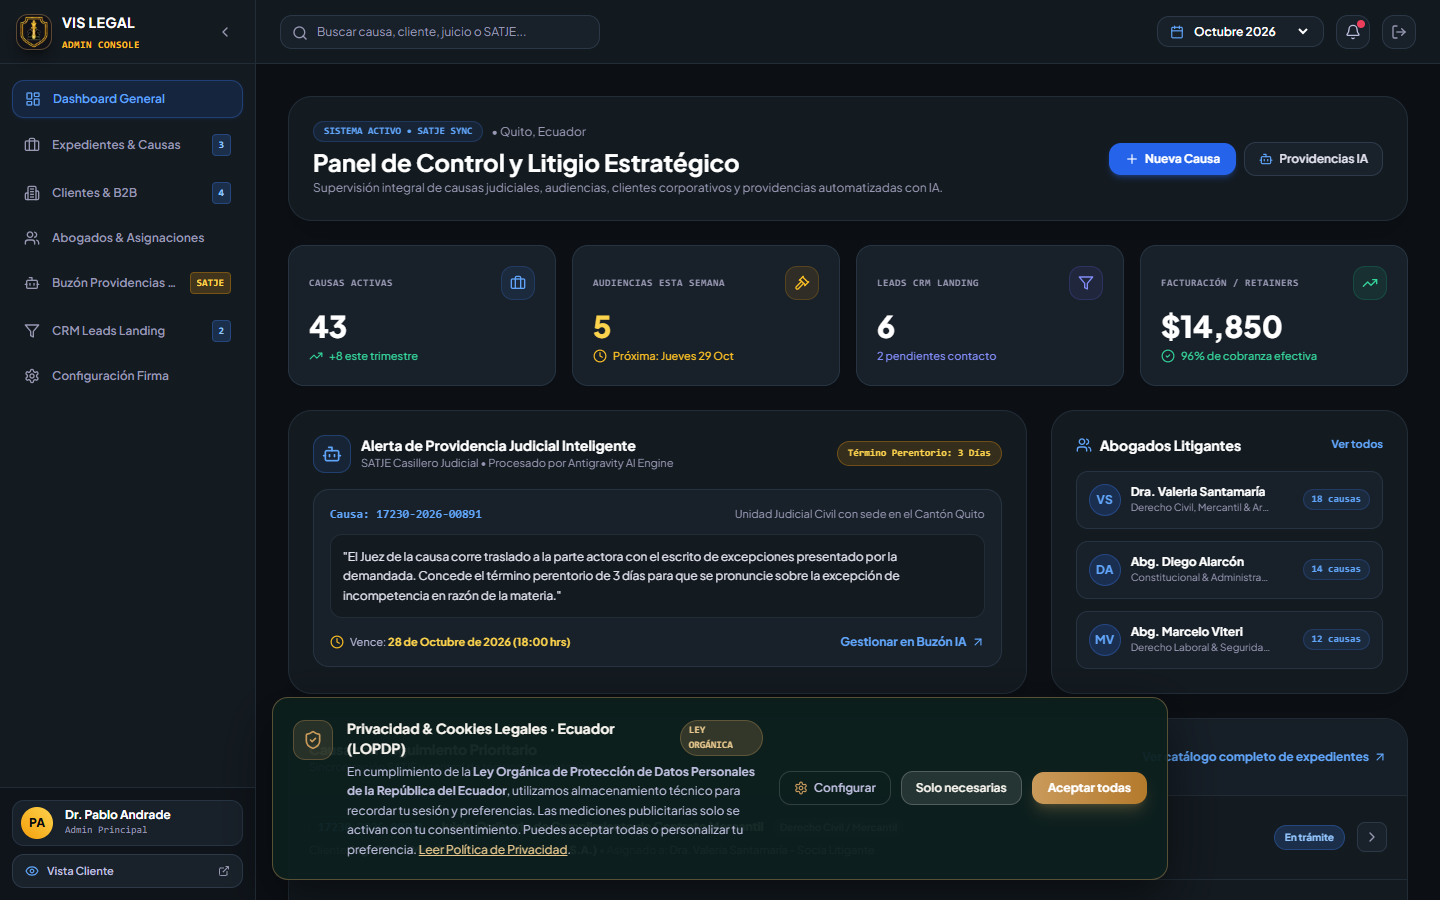 VIS LEGAL
ADMIN CONSOLE
Buscar causa, cliente, juicio o SATJE...
Octubre 2026
Dashboard General
Expedientes & Causas
3
Clientes & B2B
4
Abogados & Asignaciones
Buzón Providencias ...
SATJE
CRM Leads Landing
2
Configuración Firma
PA
Dr. Pablo Andrade
Admin Principal
Vista Cliente
SISTEMA ACTIVO • SATJE SYNC
• Quito, Ecuador
Panel de Control y Litigio Estratégico
Supervisión integral de causas judiciales, audiencias, clientes corporativos y providencias automatizadas con IA.
Nueva Causa
Providencias IA
CAUSAS ACTIVAS
43
+8 este trimestre
AUDIENCIAS ESTA SEMANA
5
Próxima: Jueves 29 Oct
LEADS CRM LANDING
6
2 pendientes contacto
FACTURACIÓN / RETAINERS
$14,850
96% de cobranza efectiva
Alerta de Providencia Judicial Inteligente
SATJE Casillero Judicial • Procesado por Antigravity AI Engine
Término Perentorio: 3 Días
Causa: 17230-2026-00891
Unidad Judicial Civil con sede en el Cantón Quito
"El Juez de la causa corre traslado a la parte actora con el escrito de excepciones presentado por la
demandada. Concede el término perentorio de 3 días para que se pronuncie sobre la excepción de
incompetencia en razón de la materia."
Vence: 28 de Octubre de 2026 (18:00 hrs)
Gestionar en Buzón IA
Abogados Litigantes
Ver todos
VS
Dra. Valeria Santamaría
Derecho Civil, Mercantil & Ar...
18 causas
DA
Abg. Diego Alarcón
Constitucional & Administra...
14 causas
MV
Abg. Marcelo Viteri
Derecho Laboral & Segurida...
12 causas
Privacidad & Cookies Legales · Ecuador
(LOPDP)
LEY
ORGÁNICA
En cumplimiento de la Ley Orgánica de Protección de Datos Personales
de la República del Ecuador, utilizamos almacenamiento técnico para
recordar tu sesión y preferencias. Las mediciones publicitarias solo se
activan con tu consentimiento. Puedes aceptar todas o personalizar tu
preferencia. Leer Política de Privacidad.
Configurar
Solo necesarias
Aceptar todas
Ver catálogo completo de expedientes
En trámite